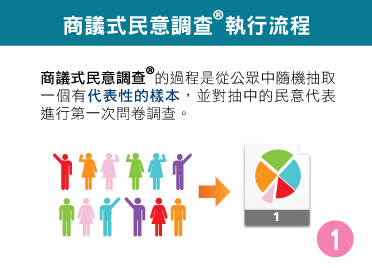 商議式民意調查®執行流程
商議式民意調查®的過程是從公眾中隨機抽取
一個有代表性的樣本，並對抽中的民意代表
進行第一次問卷調查。
1
1